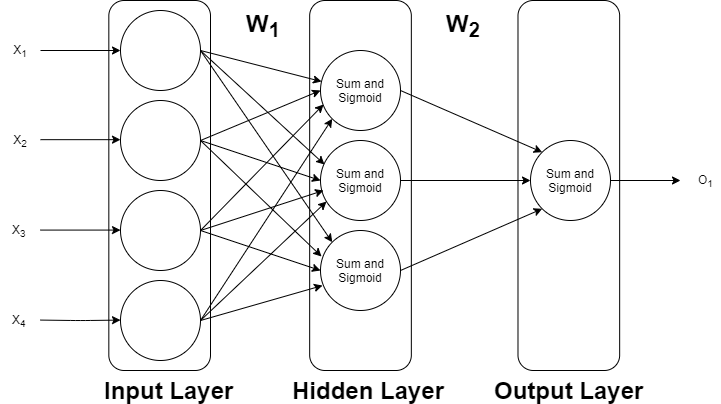 W1
W2
X1
X2
X3
X4
Sum and
Sigmoid
Sum and
Sigmoid
Sum and
Sigmoid
Sum and
Sigmoid
O1
Input Layer
Hidden Layer
Output Layer